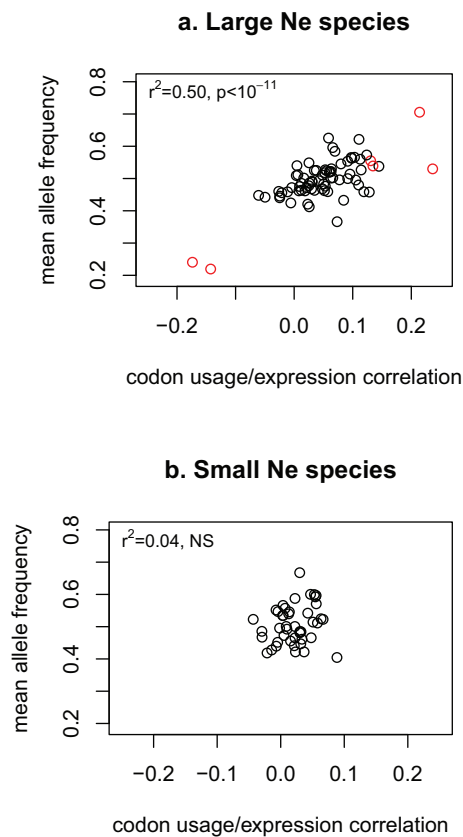 a. Large Ne species
r²=0.50, p<10⁻¹¹
mean allele frequency
0.8
0.6
0.4
0.2
−0.2
0.0
0.1
0.2
codon usage/expression correlation
b. Small Ne species
r²=0.04, NS
mean allele frequency
0.8
0.6
0.4
0.2
−0.2
−0.1
0.0
0.1
0.2
codon usage/expression correlation